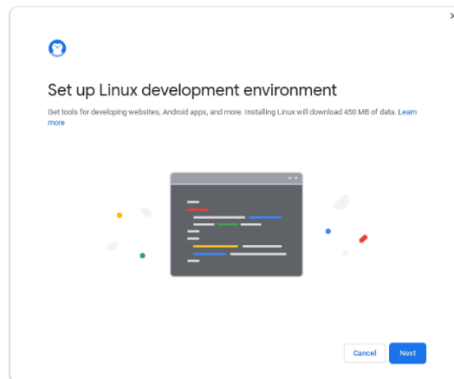 Set up Linux development environment
Get tools for developing websites, Android apps, and more. Installing Linux will download 450 MB of data. Learn
more
Cancel
Next